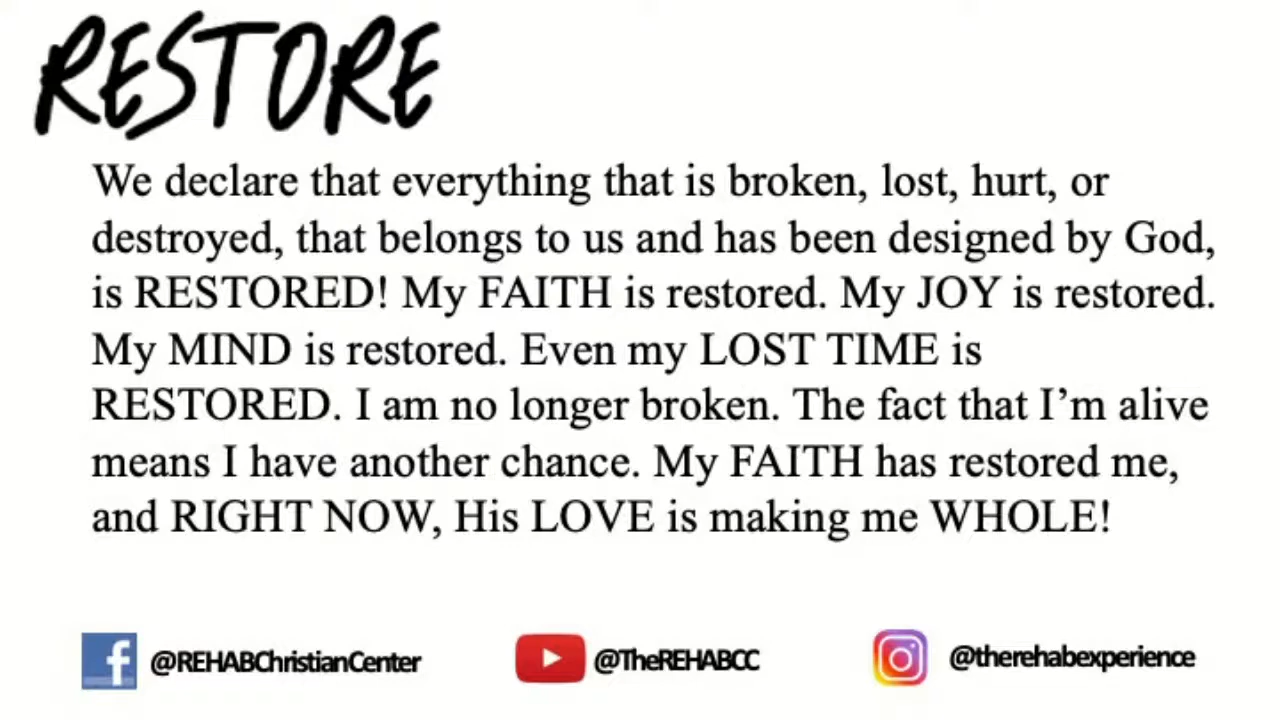 RESTORE
We declare that everything that is broken, lost, hurt, or
destroyed, that belongs to us and has been designed by God,
is RESTORED! My FAITH is restored. My JOY is restored.
My MIND is restored. Even my LOST TIME is
RESTORED. I am no longer broken. The fact that I’m alive
means I have another chance. My FAITH has restored me,
and RIGHT NOW, His LOVE is making me WHOLE!
@REHABChristianCenter
@TheREHABCC
@therehabexperience